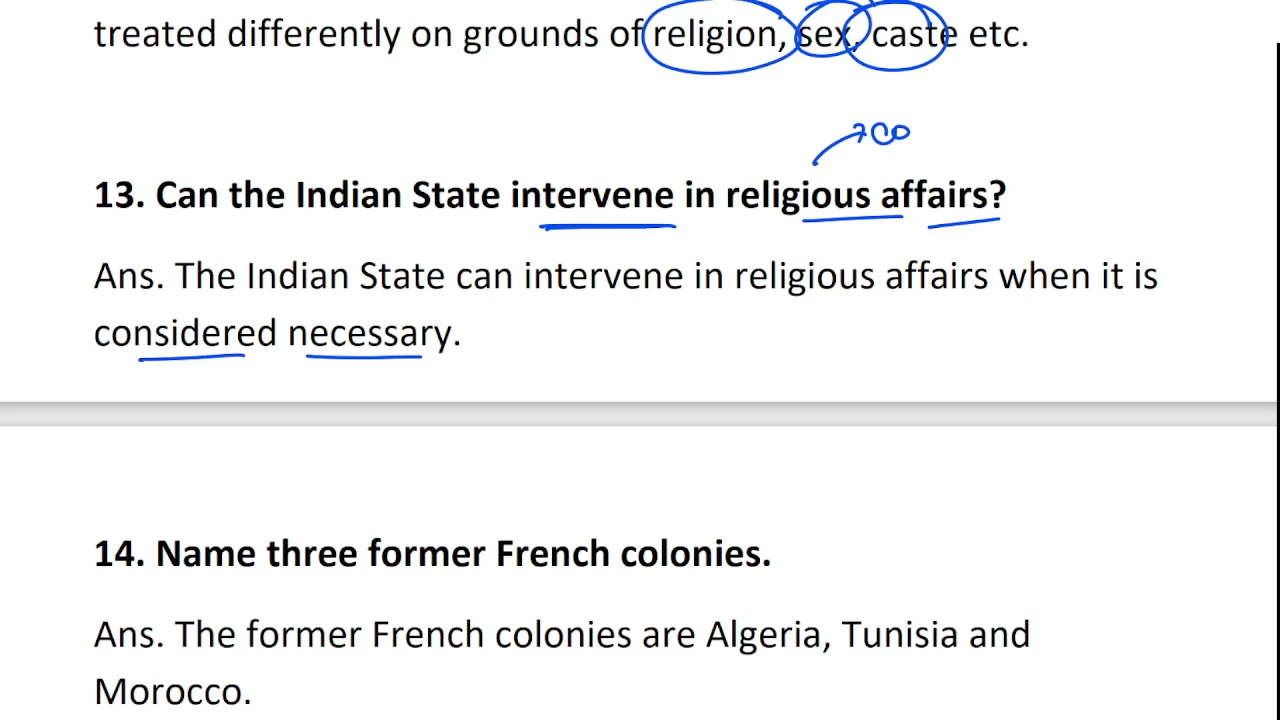 treated differently on grounds of religion, sex, caste etc.
13. Can the Indian State intervene in religious affairs?
Ans. The Indian State can intervene in religious affairs when it is
considered necessary.
14. Name three former French colonies.
Ans. The former French colonies are Algeria, Tunisia and
Morocco.